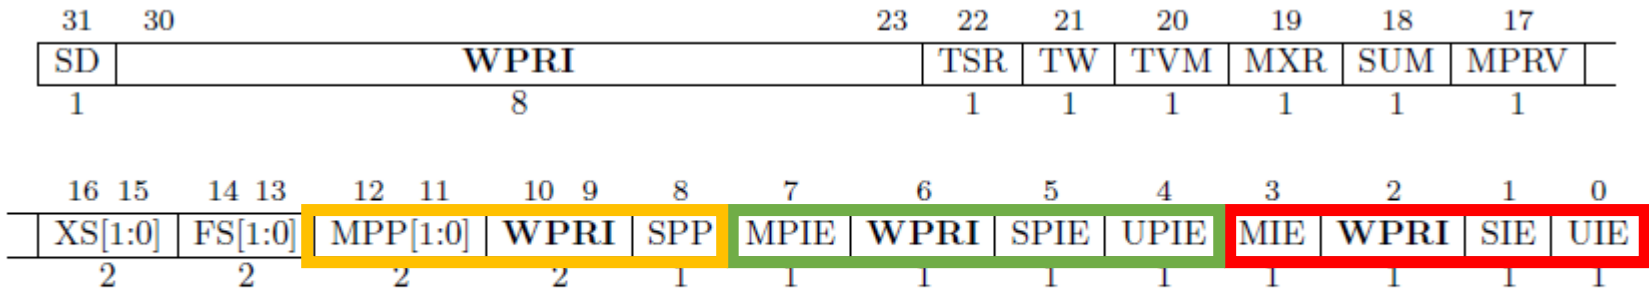 31 30 23 22 21 20 19 18 17
SD WPRI TSR TW TVM MXR SUM MPRV
1 8 1 1 1 1 1 1
16 15 14 13 12 11 10 9 8 7 6 5 4 3 2 1 0
XS[1:0] FS[1:0] MPP[1:0] WPRI SPP MPIE WPRI SPIE UPIE MIE WPRI SIE UIE
2 2 2 2 1 1 1 1 1 1 1 1 1